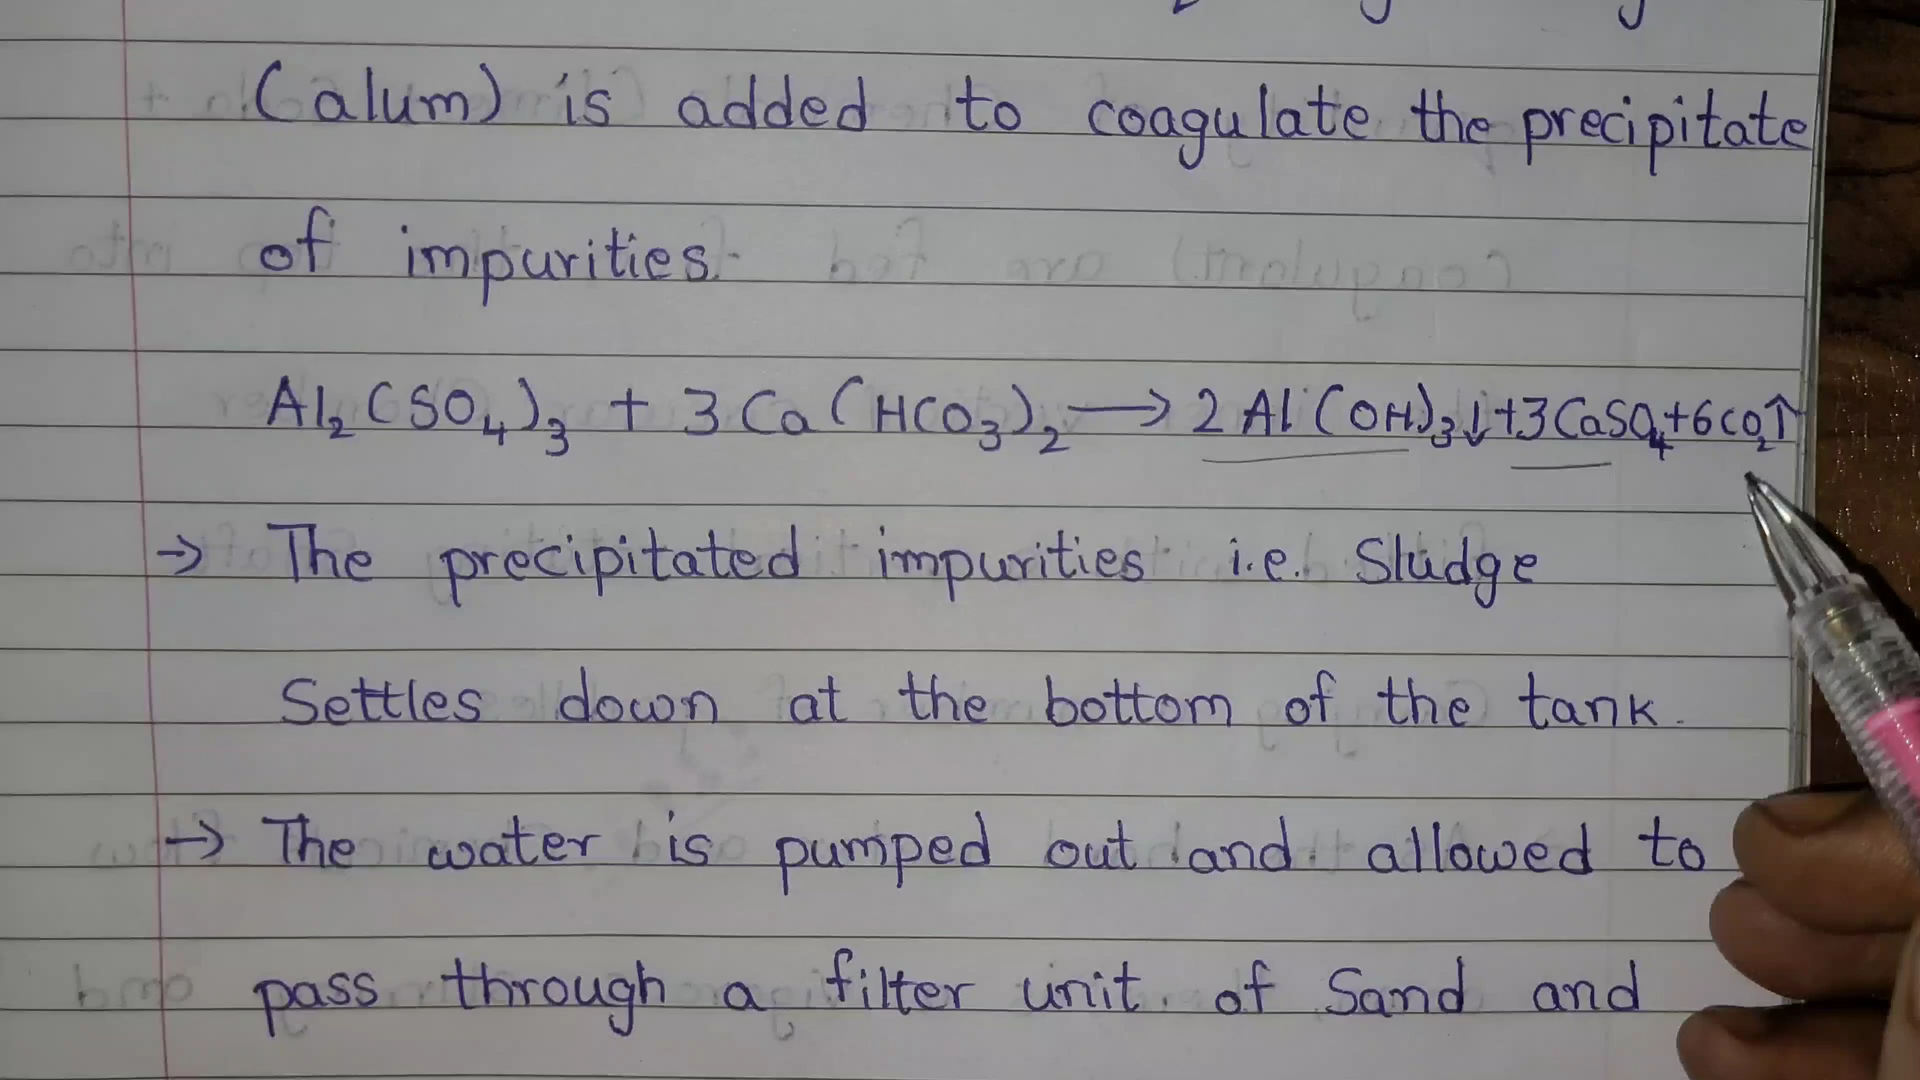 (alum) is added to coagulate the precipitate
of impurities.
Al₂(SO₄)₃ + 3Ca(HCO₃)₂ → 2Al(OH)₃↓+3CaSO₄+6CO₂↑
→ The precipitated impurities i.e. Sludge
Settles down at the bottom of the tank.
→ The water is pumped out and allowed to
pass through a filter unit of Sand and